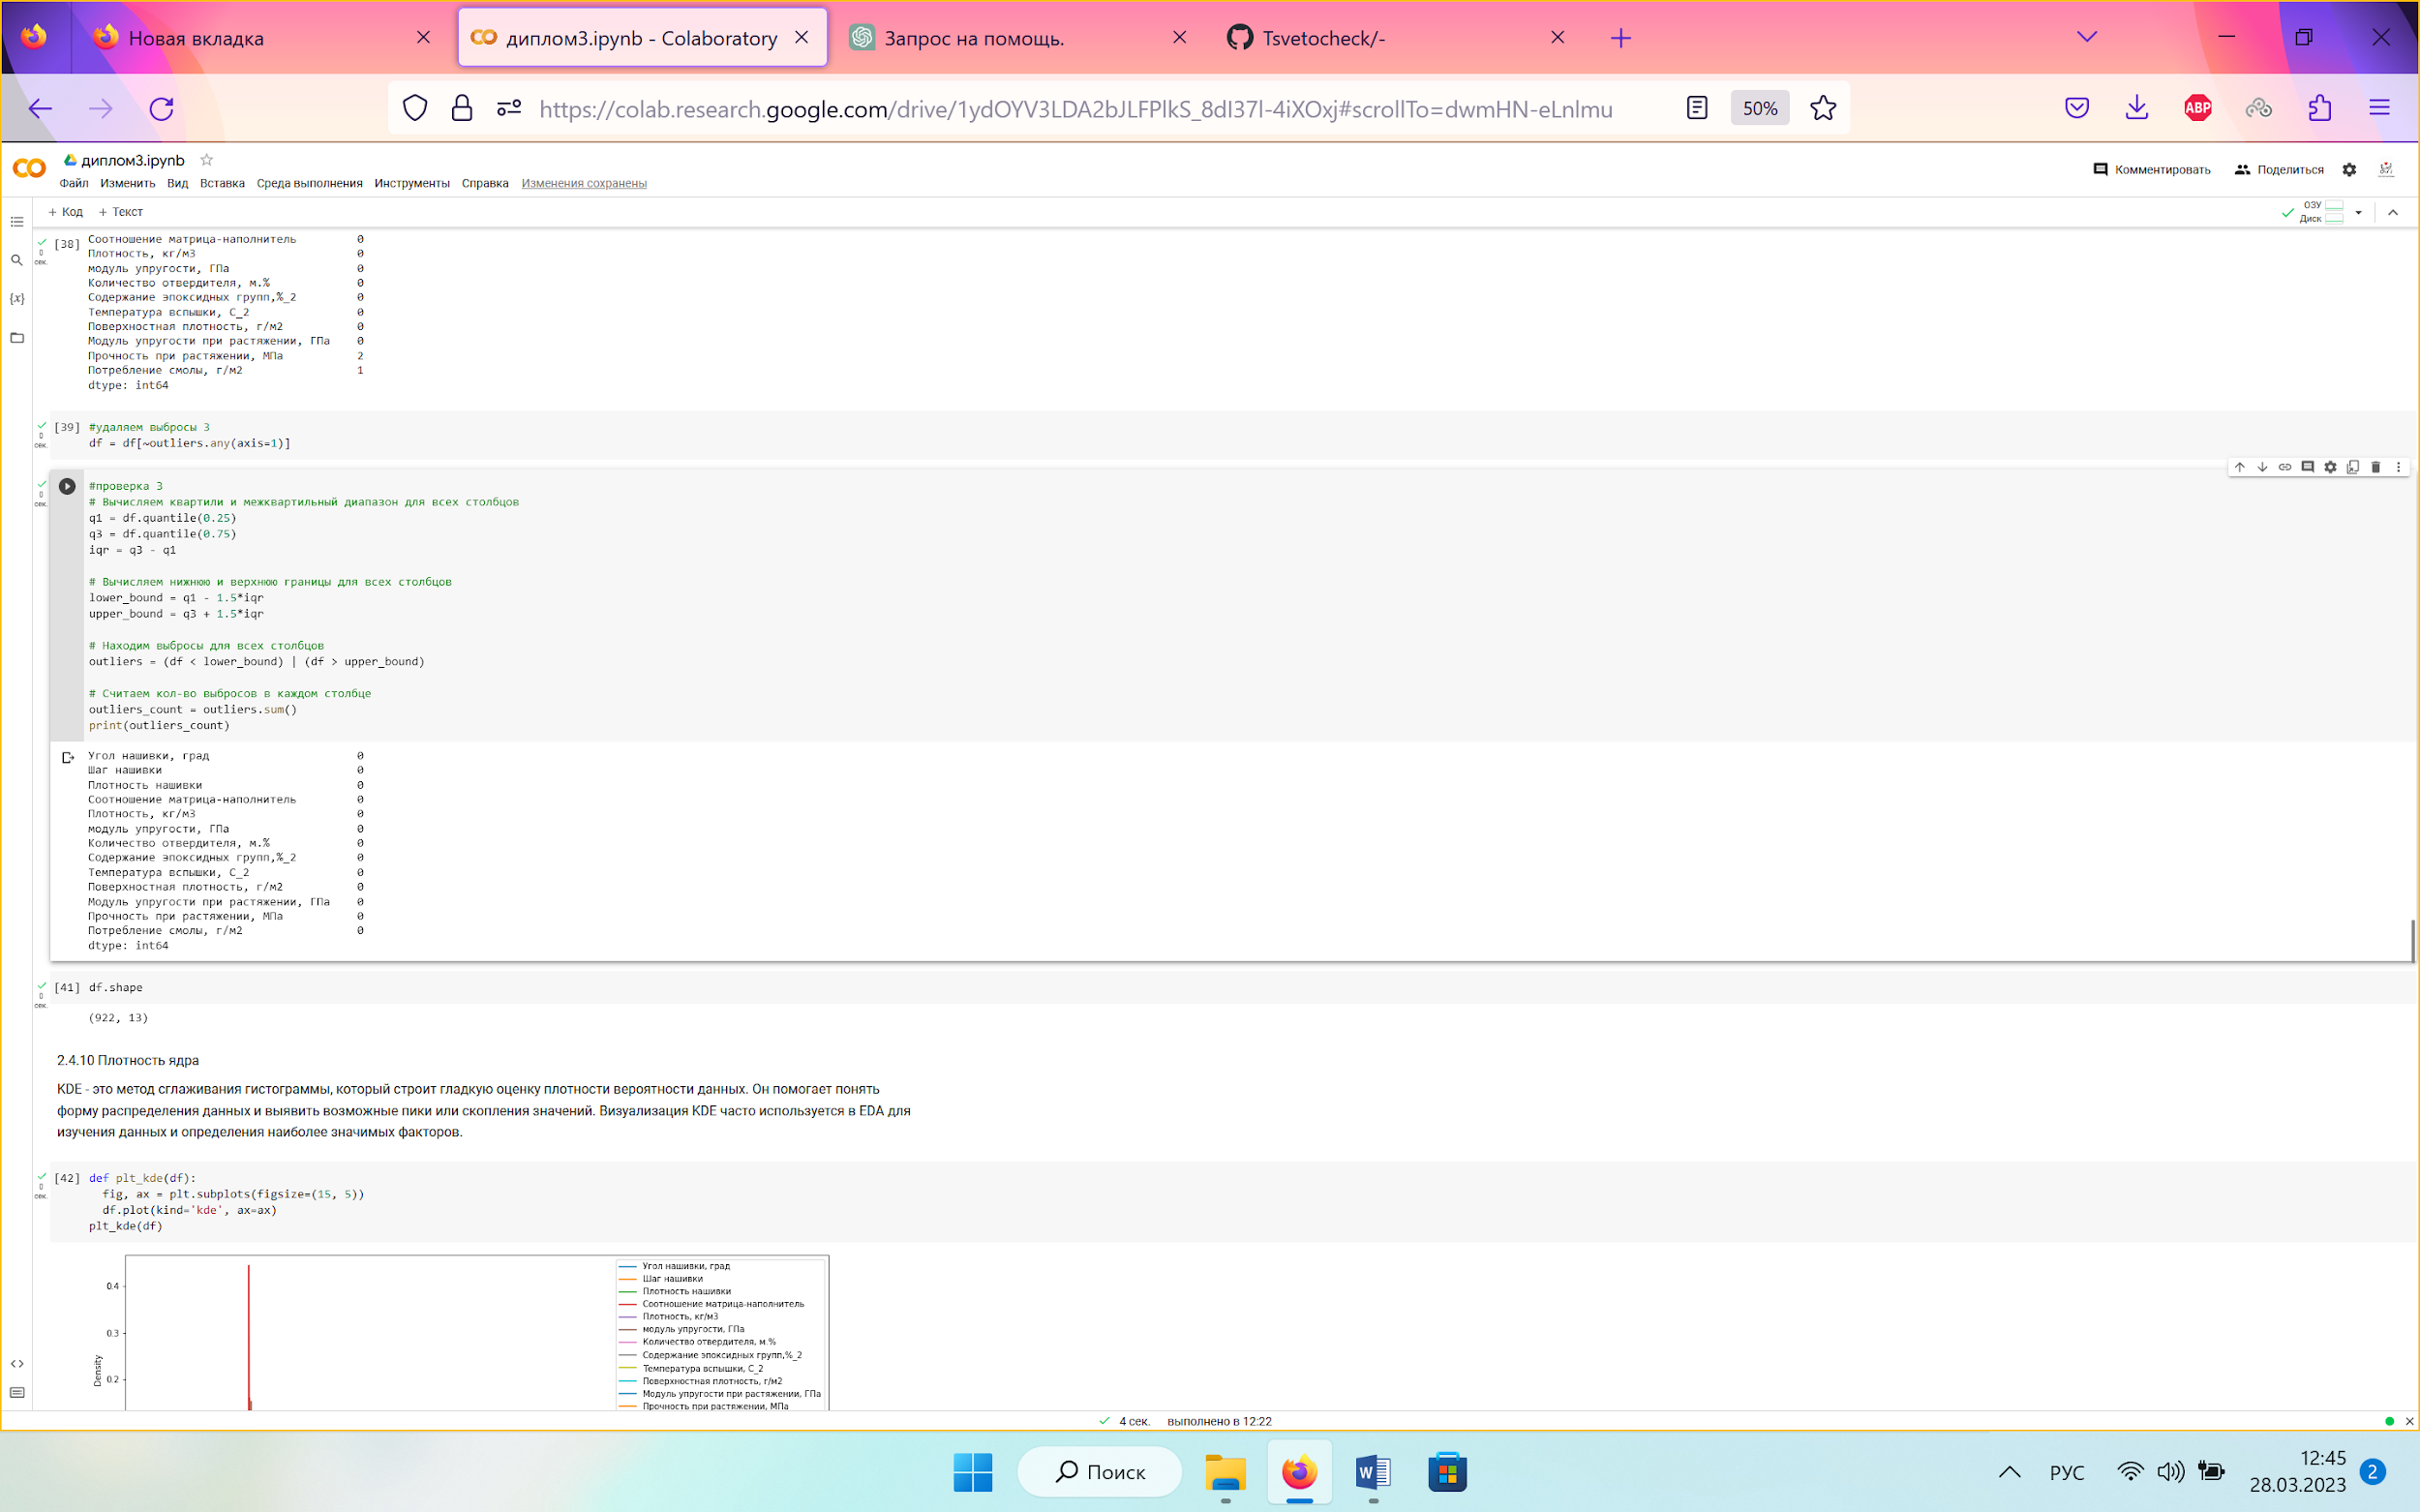 Новая вкладка
диплом3.ipynb - Colaboratory
Запрос на помощь.
Tsvetocheck/-
https://colab.research.google.com/drive/1ydOYV3LDA2bJLFPlkS_8dI37l-4iXOxj#scrollTo=dwmHN-eLnlmu
50%
ABP
диплом3.ipynb
Файл Изменить Вид Вставка Среда выполнения Инструменты Справка Изменения сохранены
Комментировать
Поделиться
+ Код + Текст
ОЗУ
Диск
[38] Соотношение матрица-наполнитель 0
Плотность, кг/м3 0
модуль упругости, ГПа 0
Количество отвердителя, м.% 0
Содержание эпоксидных групп,%_2 0
Температура вспышки, С_2 0
Поверхностная плотность, г/м2 0
Модуль упругости при растяжении, ГПа 0
Прочность при растяжении, МПа 2
Потребление смолы, г/м2 1
dtype: int64
0
сек.
[39] #удаляем выбросы 3
df = df[~outliers.any(axis=1)]
0
сек.
#проверка 3
# Вычисляем квартили и межквартильный диапазон для всех столбцов
q1 = df.quantile(0.25)
q3 = df.quantile(0.75)
iqr = q3 - q1
# Вычисляем нижнюю и верхнюю границы для всех столбцов
lower_bound = q1 - 1.5*iqr
upper_bound = q3 + 1.5*iqr
# Находим выбросы для всех столбцов
outliers = (df < lower_bound) | (df > upper_bound)
# Считаем кол-во выбросов в каждом столбце
outliers_count = outliers.sum()
print(outliers_count)
0
сек.
Угол нашивки, град 0
Шаг нашивки 0
Плотность нашивки 0
Соотношение матрица-наполнитель 0
Плотность, кг/м3 0
модуль упругости, ГПа 0
Количество отвердителя, м.% 0
Содержание эпоксидных групп,%_2 0
Температура вспышки, С_2 0
Поверхностная плотность, г/м2 0
Модуль упругости при растяжении, ГПа 0
Прочность при растяжении, МПа 0
Потребление смолы, г/м2 0
dtype: int64
[41] df.shape
0
сек.
(922, 13)
2.4.10 Плотность ядра
KDE - это метод сглаживания гистограммы, который строит гладкую оценку плотности вероятности данных. Он помогает понять
форму распределения данных и выявить возможные пики или скопления значений. Визуализация KDE часто используется в EDA для
изучения данных и определения наиболее значимых факторов.
[42] def plt_kde(df):
fig, ax = plt.subplots(figsize=(15, 5))
df.plot(kind='kde', ax=ax)
plt_kde(df)
0
сек.
0.4
0.3
0.2
Density
Угол нашивки, град
Шаг нашивки
Плотность нашивки
Соотношение матрица-наполнитель
Плотность, кг/м3
модуль упругости, ГПа
Количество отвердителя, м.%
Содержание эпоксидных групп,%_2
Температура вспышки, С_2
Поверхностная плотность, г/м2
Модуль упругости при растяжении, ГПа
Прочность при растяжении, МПа
4 сек. выполнено в 12:22
Поиск
РУС
12:45
28.03.2023
2